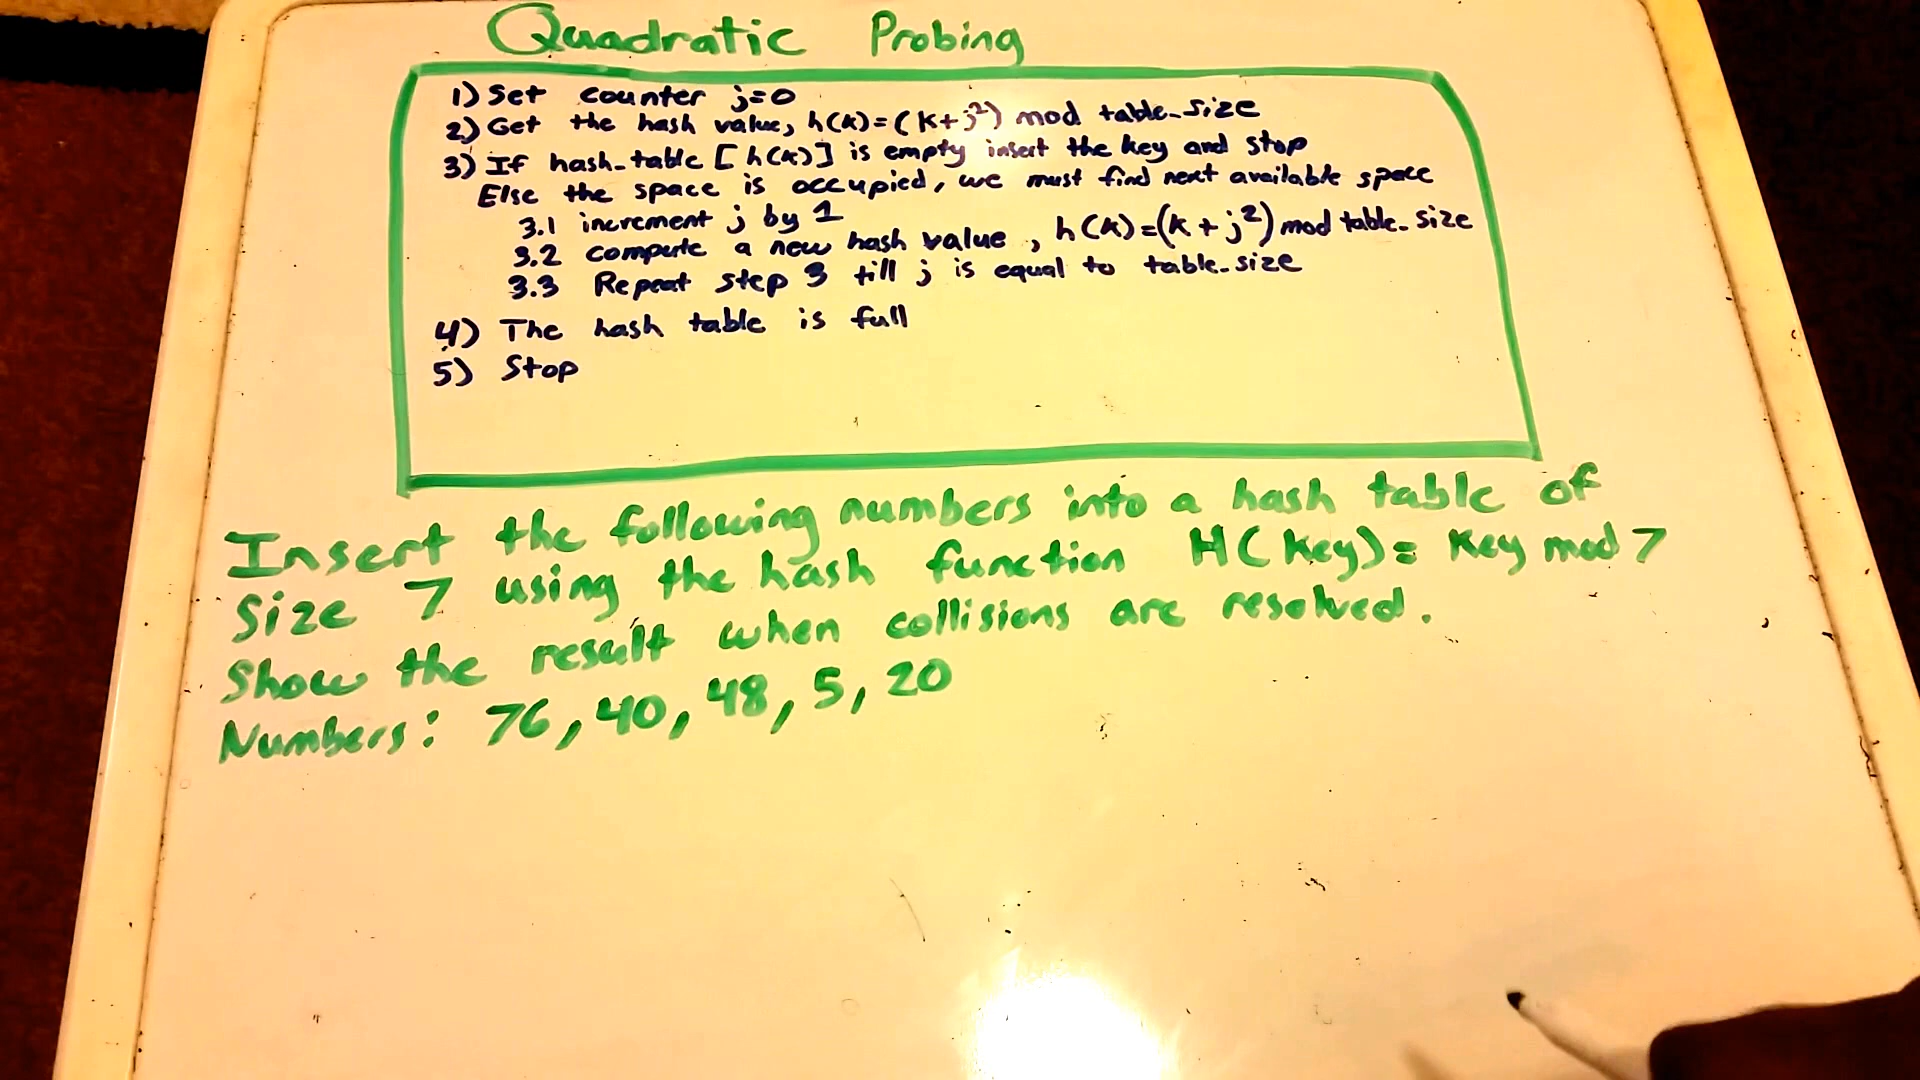 Quadratic Probing
1) Set counter j=0
2) Get the hash value, h(k)=(k+j²) mod table_size
3) If hash_table [h(k)] is empty insert the key and stop
Else the space is occupied, we must find next available space
3.1 increment j by 1
3.2 compute a new hash value, h(k)=(k+j²) mod table_size
3.3 Repeat step 3 till j is equal to table_size
4) The hash table is full
5) Stop
Insert the following numbers into a hash table of
Size 7 using the hash function H(Key)= Key mod 7
Show the result when collisions are resolved.
Numbers: 76, 40, 48, 5, 20